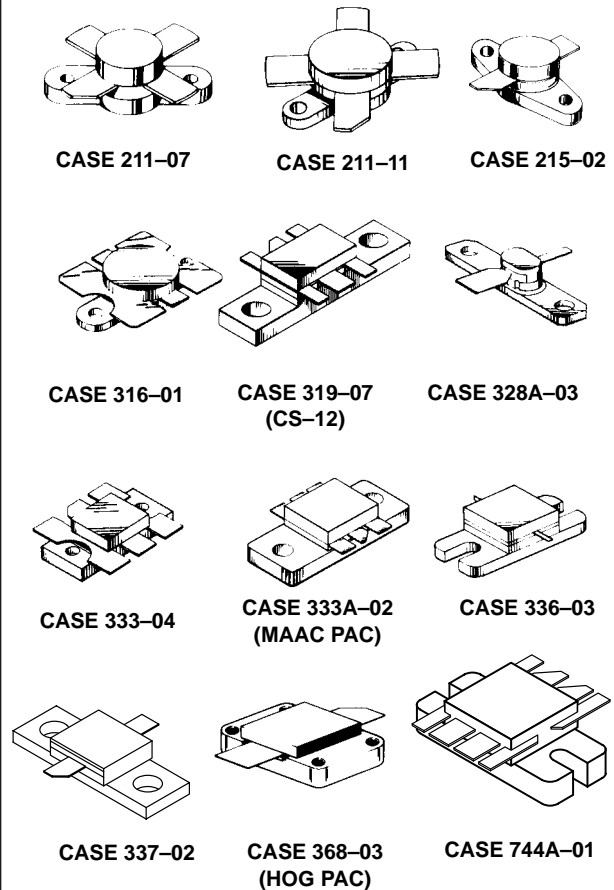 CASE 211–07
CASE 211–11
CASE 215–02
CASE 316–01
CASE 319–07
(CS–12)
CASE 328A–03
CASE 333–04
CASE 333A–02
(MAAC PAC)
CASE 336–03
CASE 337–02
CASE 368–03
(HOG PAC)
CASE 744A–01